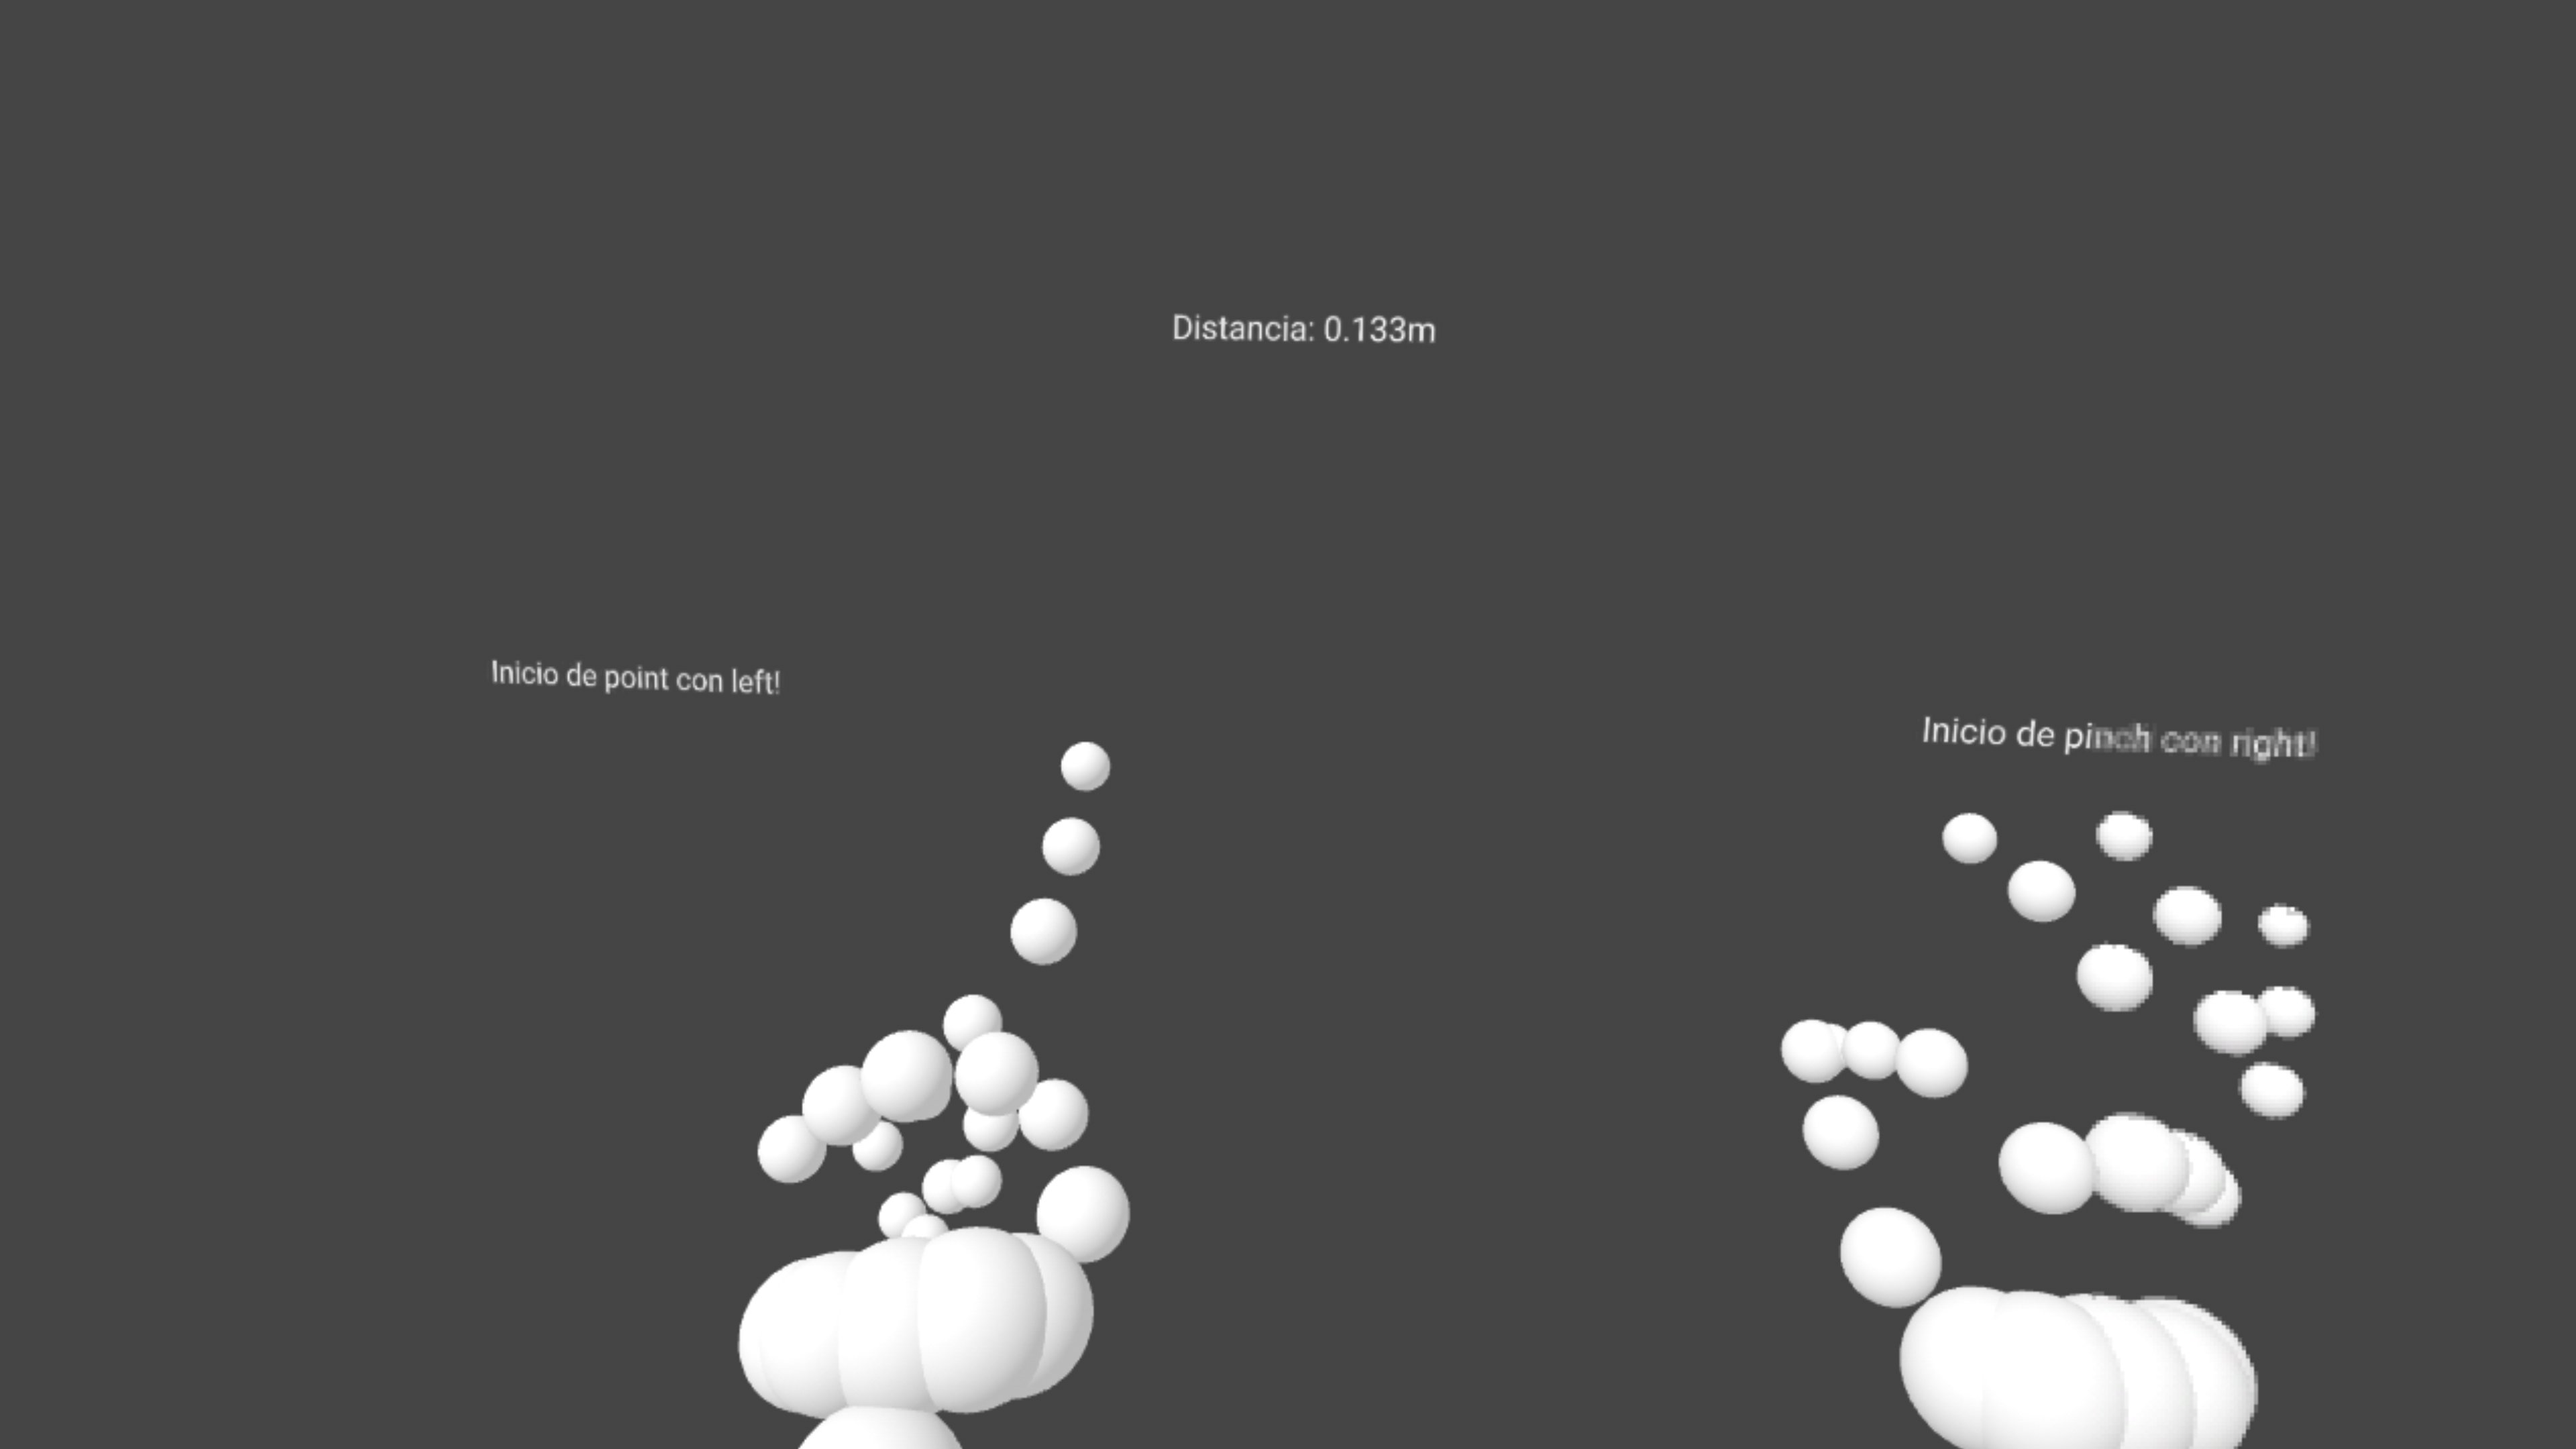 Distancia: 0.133m
Inicio de point con left!
Inicio de pinch con right!